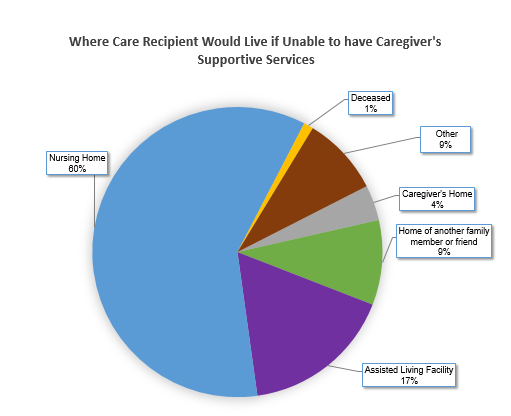 Where Care Recipient Would Live if Unable to have Caregiver's
Supportive Services
Deceased
1%
Other
9%
Nursing Home
60%
Caregiver's Home
4%
Home of another family
member or friend
9%
Assisted Living Facility
17%